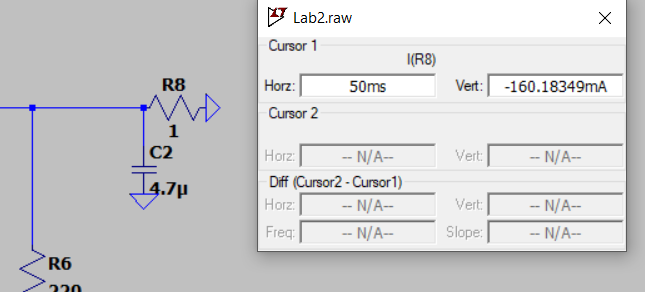 Lab2.raw
Cursor 1
I(R8)
Horz: 50ms Vert: -160.18349mA
Cursor 2
Horz: -- N/A-- Vert: -- N/A--
Diff (Cursor2 - Cursor1)
Horz: -- N/A-- Vert: -- N/A--
Freq: -- N/A-- Slope: -- N/A--
R8
1
C2
4.7µ
R6
220